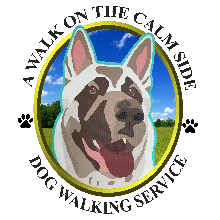 A WALK ON THE CALM SIDE
DOG WALKING SERVICE